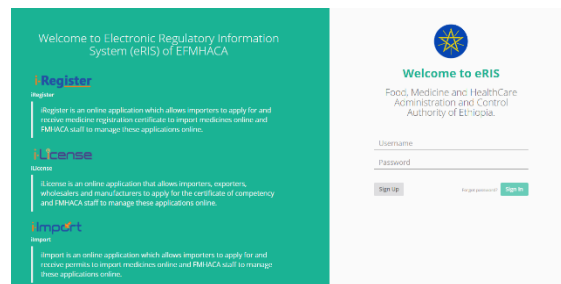 Welcome to Electronic Regulatory Information
System (eRIS) of EFMHACA
iRegister
iRegister
iRegister is an online application which allows importers to apply for and
receive medicine registration certificate to import medicines online and
FMHACA staff to manage these applications online.
iLicense
iLicense
iLicense is an online application that allows importers, exporters,
wholesalers and manufacturers to apply for the certificate of competency
and FMHACA staff to manage these applications online.
iImport
iImport
iImport is an online application which allows importers to apply for and
receive permits to import medicines online and FMHACA staff to manage
these applications online.
Welcome to eRIS
Food, Medicine and HealthCare
Administration and Control
Authority of Ethiopia.
Username
Password
Sign Up
Forgot password?
Sign In